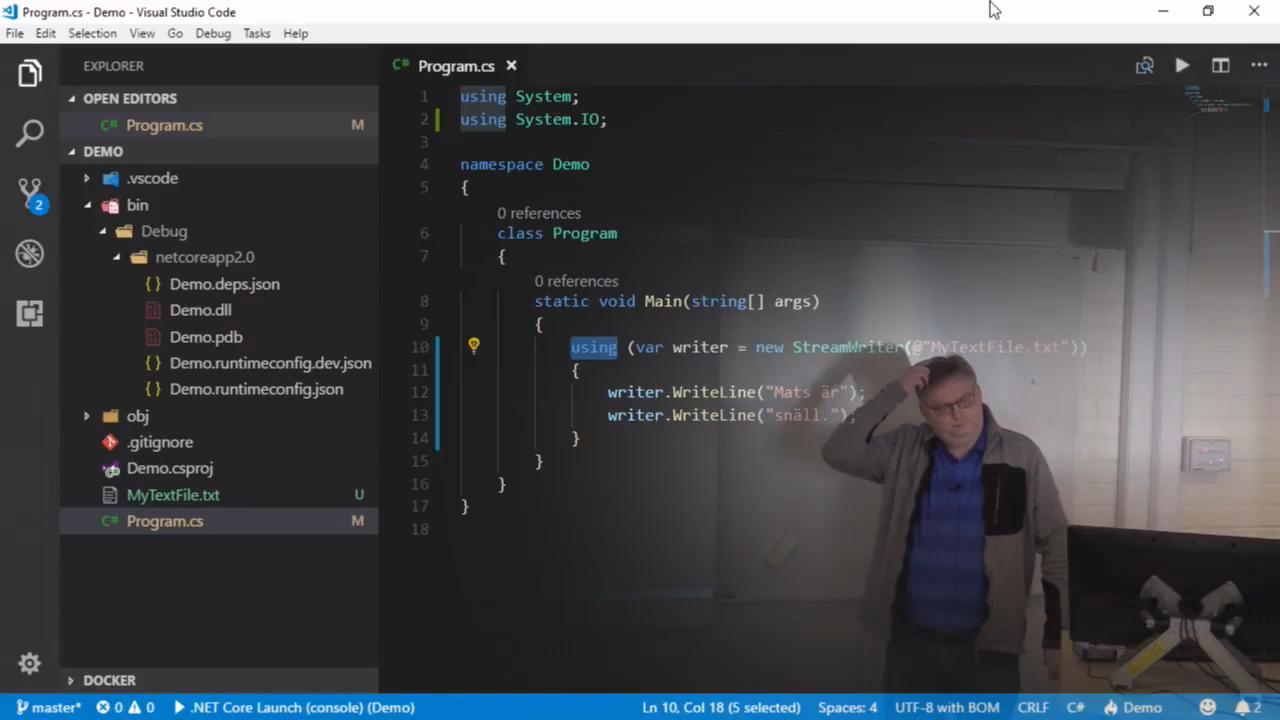 Program.cs - Demo - Visual Studio Code
File Edit Selection View Go Debug Tasks Help
EXPLORER
OPEN EDITORS
C# Program.cs M
DEMO
.vscode
bin
Debug
netcoreapp2.0
{} Demo.deps.json
Demo.dll
Demo.pdb
{} Demo.runtimeconfig.dev.json
{} Demo.runtimeconfig.json
obj
.gitignore
Demo.csproj
MyTextFile.txt U
C# Program.cs M
DOCKER
2
C# Program.cs
1 using System;
2 using System.IO;
3
4 namespace Demo
5 {
0 references
6 class Program
7 {
0 references
8 static void Main(string[] args)
9 {
10 using (var writer = new StreamWriter(@"MyTextFile.txt"))
11 {
12 writer.WriteLine("Mats är");
13 writer.WriteLine("snäll.");
14 }
15 }
16 }
17 }
18
master* 0 0 .NET Core Launch (console) (Demo) Ln 10, Col 18 (5 selected) Spaces: 4 UTF-8 with BOM CRLF C# Demo 2